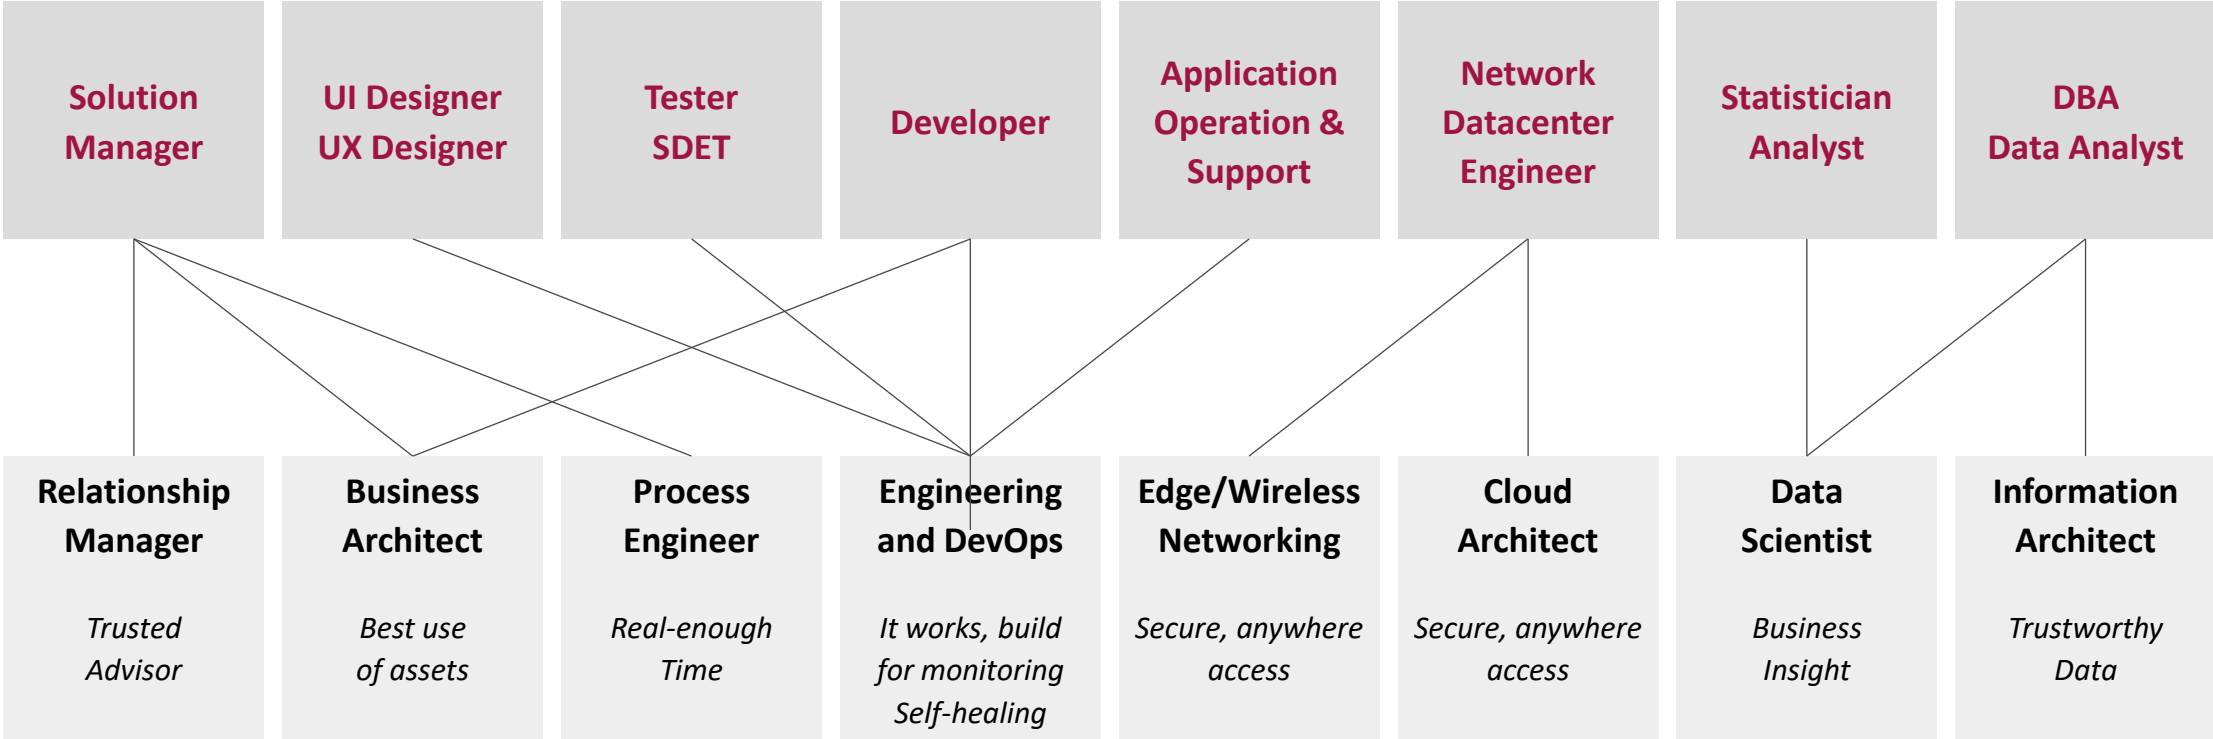 Solution
Manager
UI Designer
UX Designer
Tester
SDET
Developer
Application
Operation &
Support
Network
Datacenter
Engineer
Statistician
Analyst
DBA
Data Analyst
Relationship
Manager
Trusted
Advisor
Business
Architect
Best use
of assets
Process
Engineer
Real-enough
Time
Engineering
and DevOps
It works, build
for monitoring
Self-healing
Edge/Wireless
Networking
Secure, anywhere
access
Cloud
Architect
Secure, anywhere
access
Data
Scientist
Business
Insight
Information
Architect
Trustworthy
Data